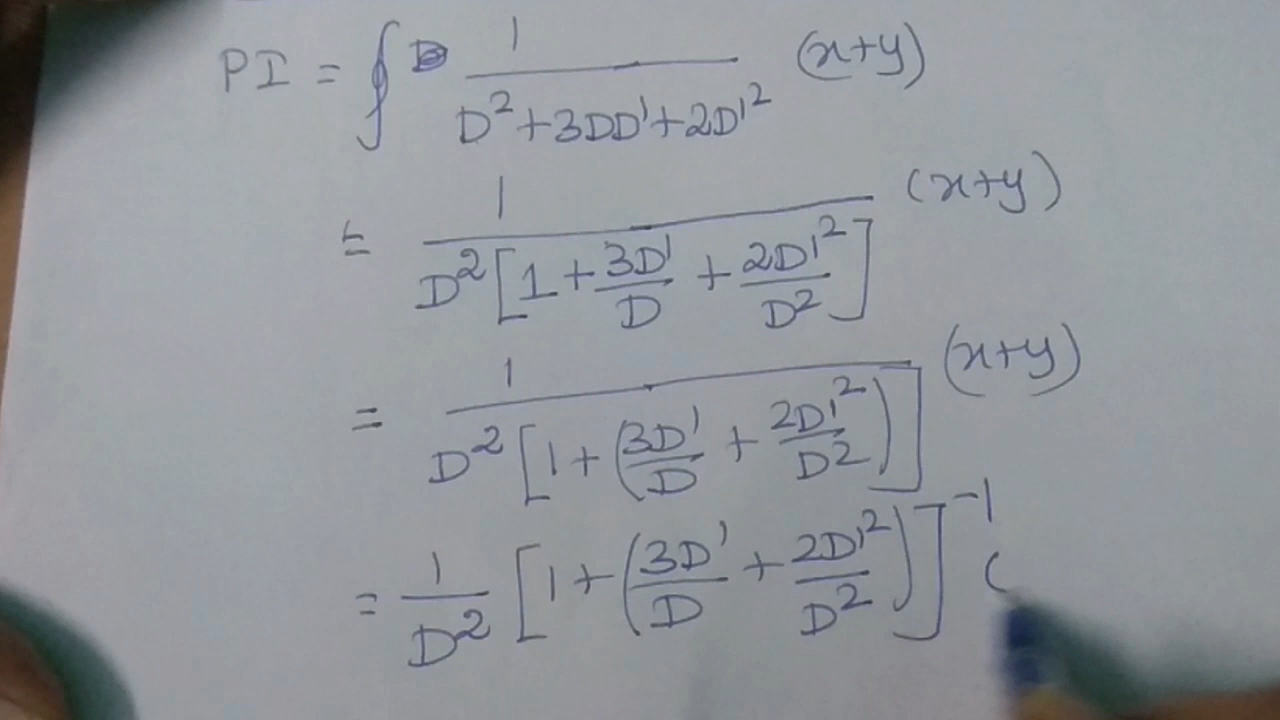 PI = ∮ D 1/(D²+3DD'+2D'²) (x+y)
= 1/(D²[1+3D'/D+2D'²/D²]) (x+y)
= 1/(D²[1+(3D'/D+2D'²/D²)]) (x+y)
= 1/D² [1+(3D'/D+2D'²/D²)]⁻¹ (